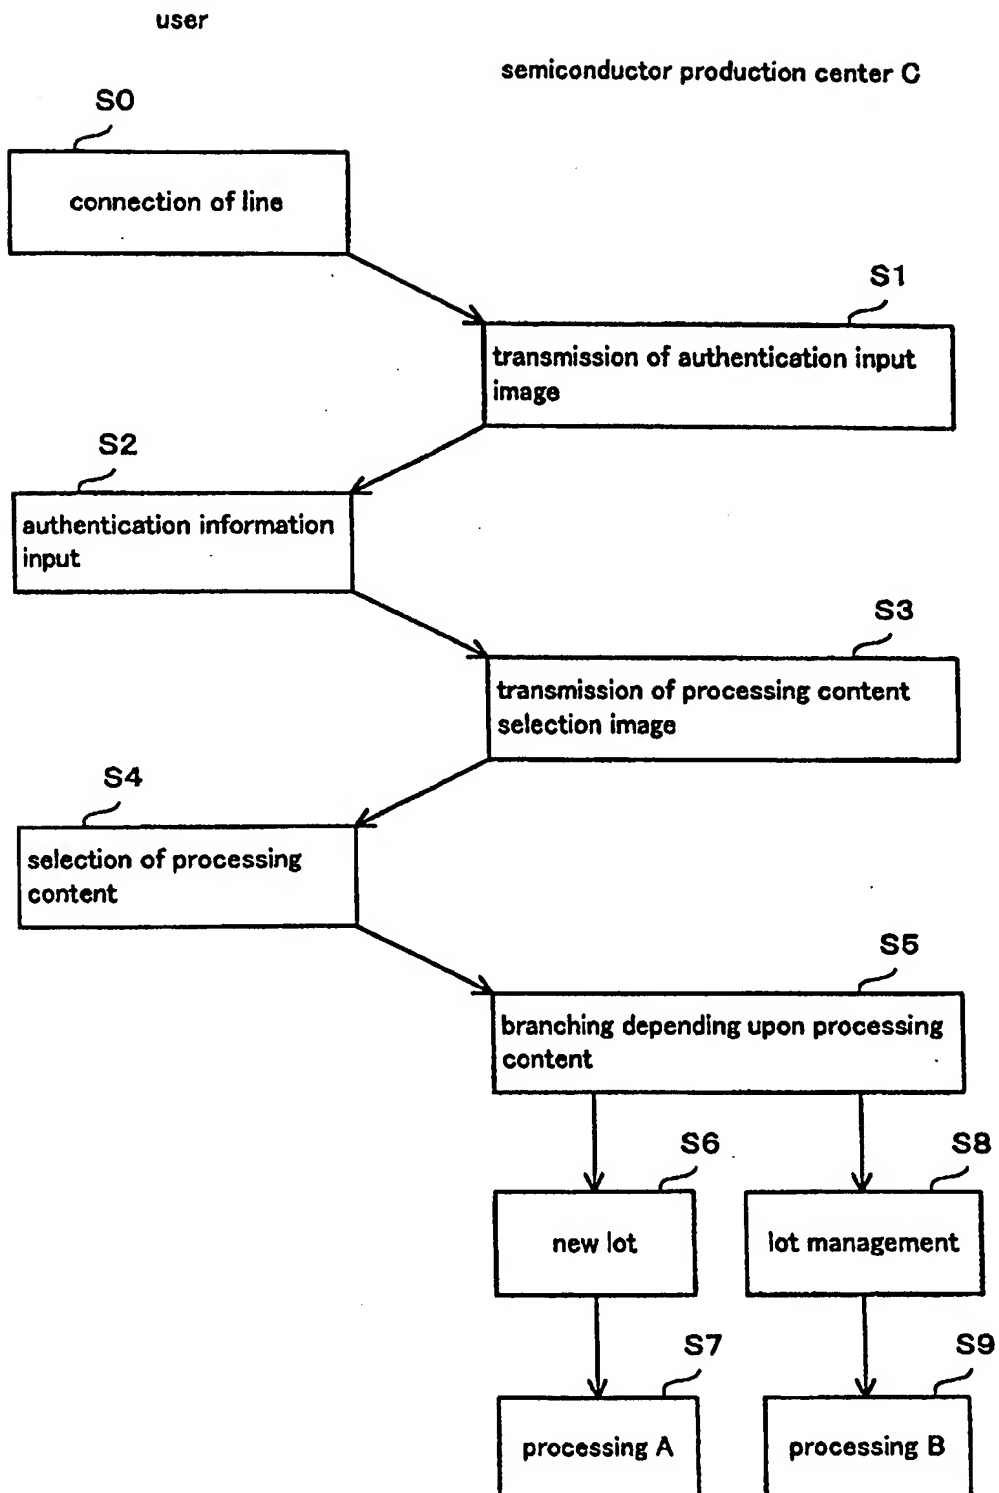 user
semiconductor production center C
S0
connection of line
S1
transmission of authentication input
image
S2
authentication information
input
S3
transmission of processing content
selection image
S4
selection of processing
content
S5
branching depending upon processing
content
S6
S8
new lot
lot management
S7
S9
processing A
processing B